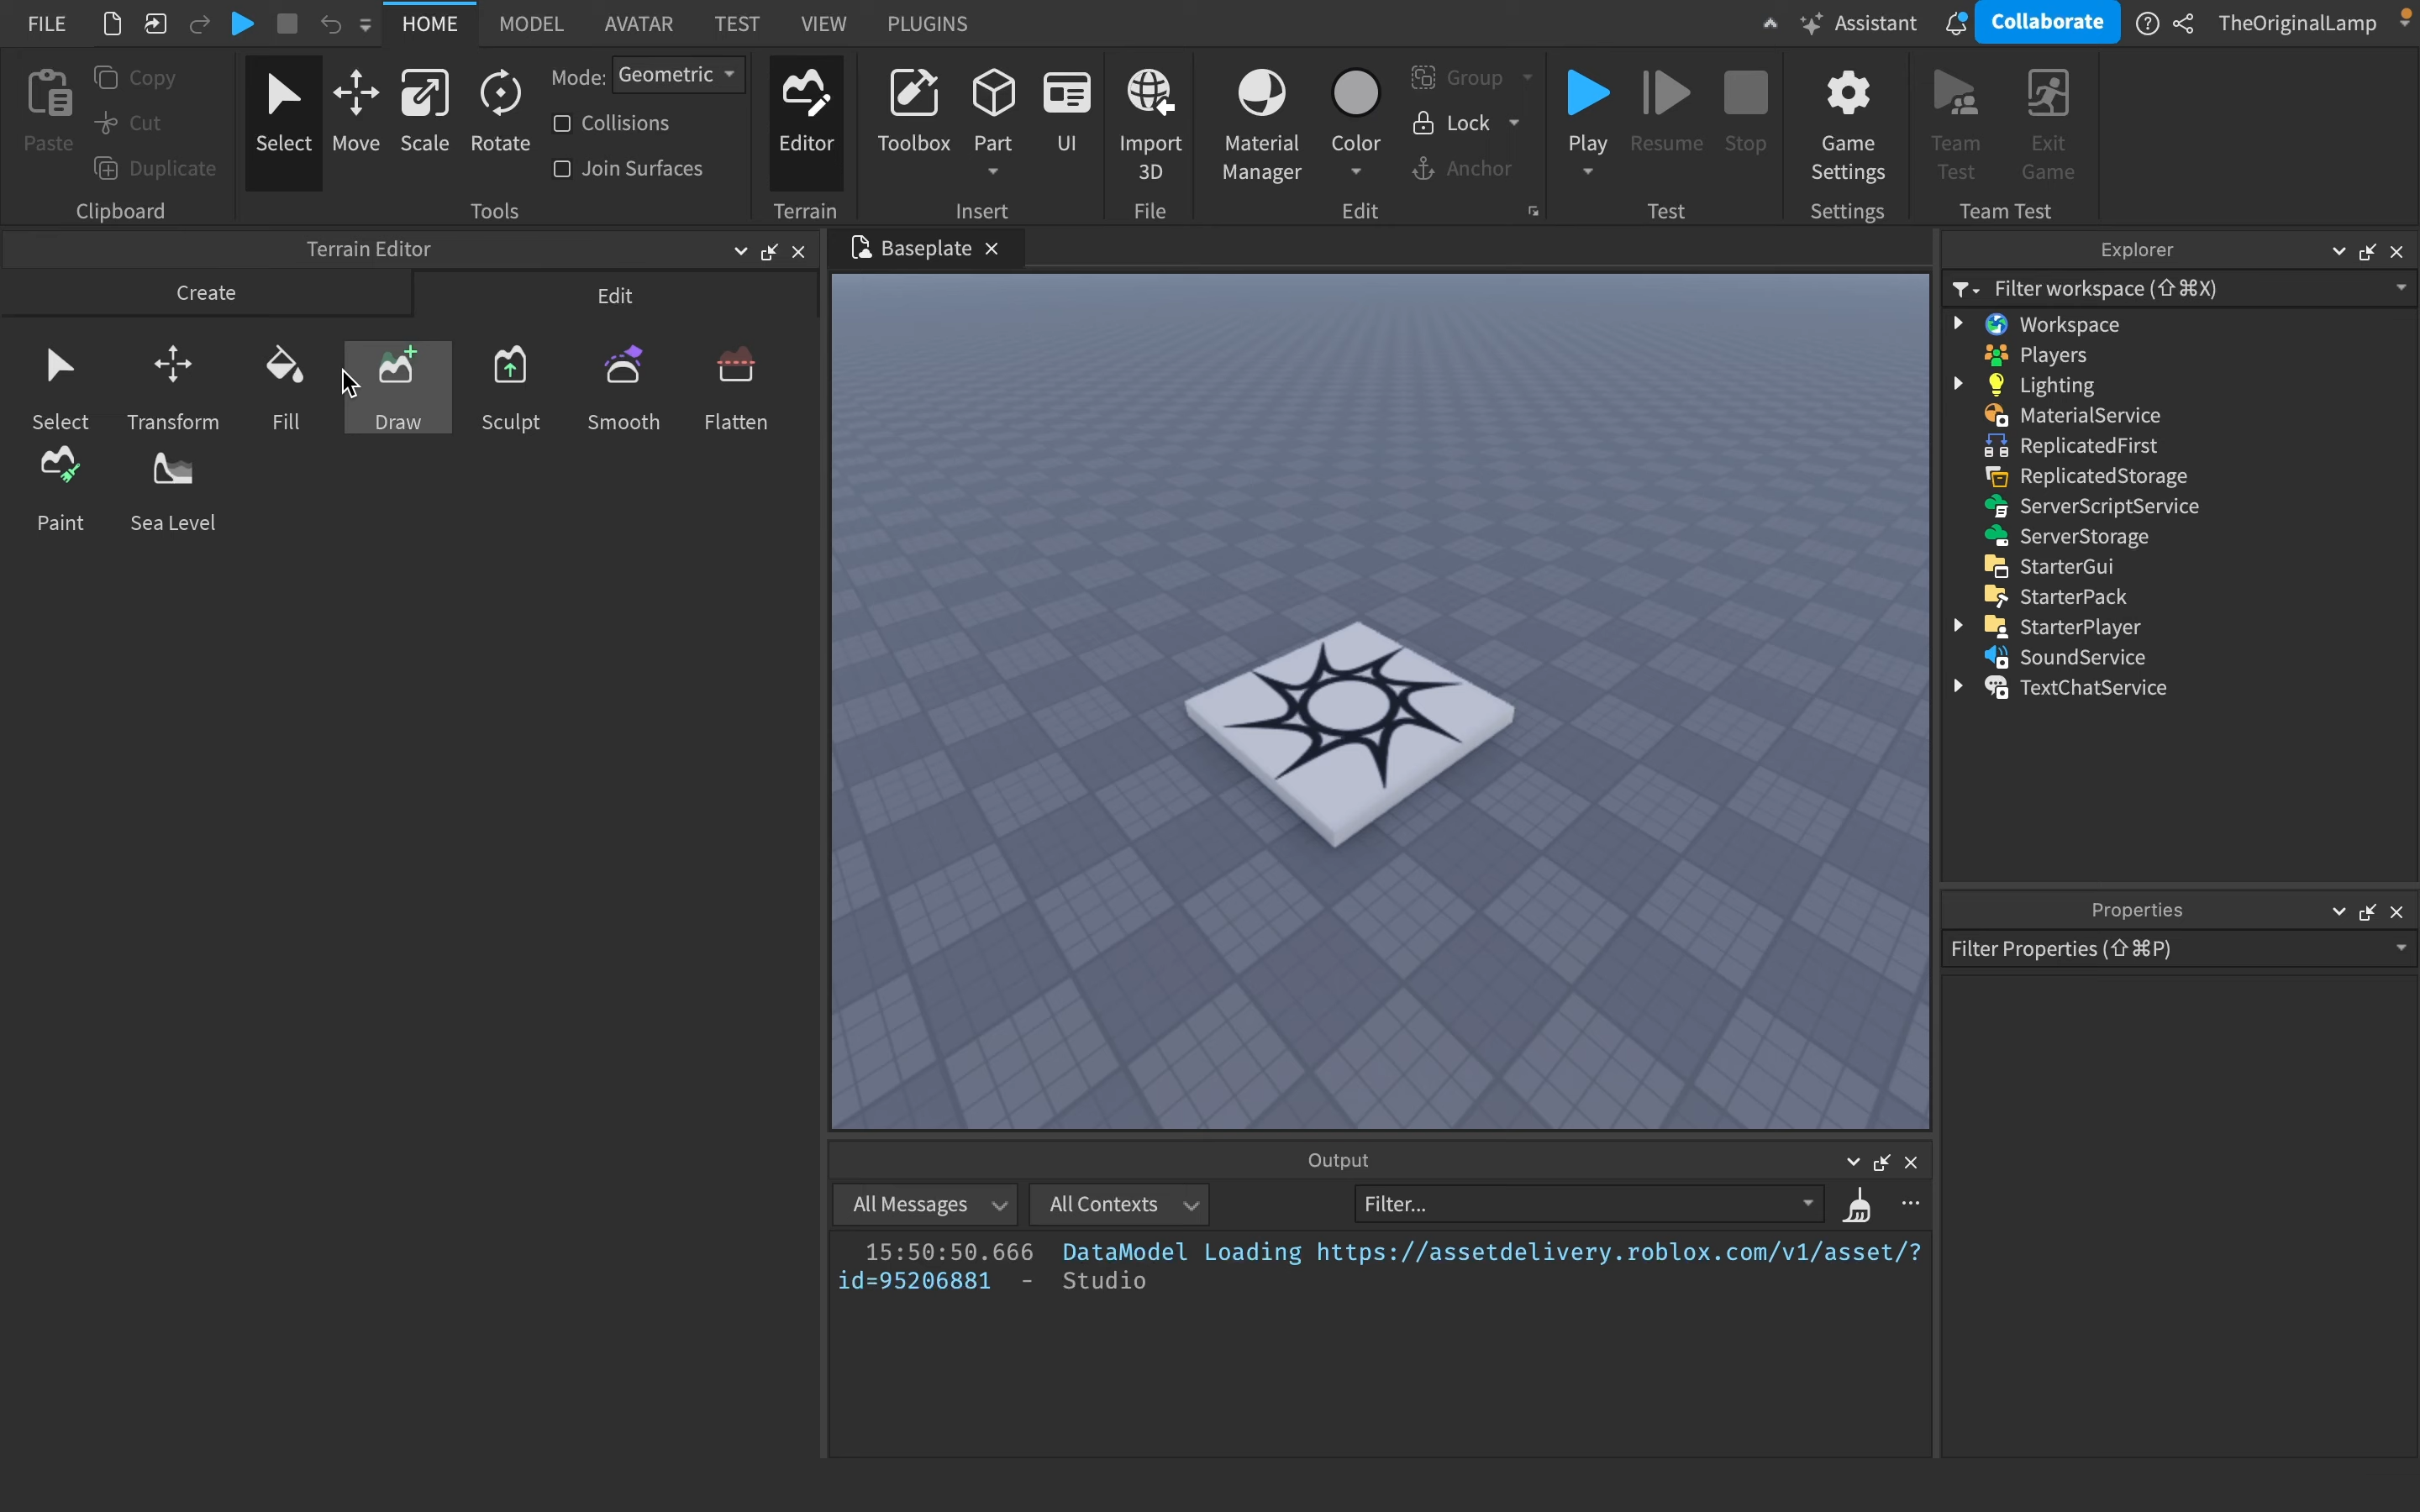 FILE HOME MODEL AVATAR TEST VIEW PLUGINS Assistant Collaborate TheOriginalLamp
Paste Copy Cut Duplicate
Clipboard
Select Move Scale Rotate
Mode: Geometric
Collisions
Join Surfaces
Tools
Editor
Terrain
Toolbox Part UI
Insert
Import
3D
File
Material
Manager
Color
Group
Lock
Anchor
Edit
Play Resume Stop
Test
Game
Settings
Settings
Team
Test
Exit
Game
Team Test
Terrain Editor
Create Edit
Select Transform Fill Draw Sculpt Smooth Flatten
Paint Sea Level
Baseplate
Output
All Messages All Contexts Filter...
15:50:50.666 DataModel Loading https://assetdelivery.roblox.com/v1/asset/?
id=95206881 - Studio
Explorer
Filter workspace (⇧⌘X)
Workspace
Players
Lighting
MaterialService
ReplicatedFirst
ReplicatedStorage
ServerScriptService
ServerStorage
StarterGui
StarterPack
StarterPlayer
SoundService
TextChatService
Properties
Filter Properties (⇧⌘P)